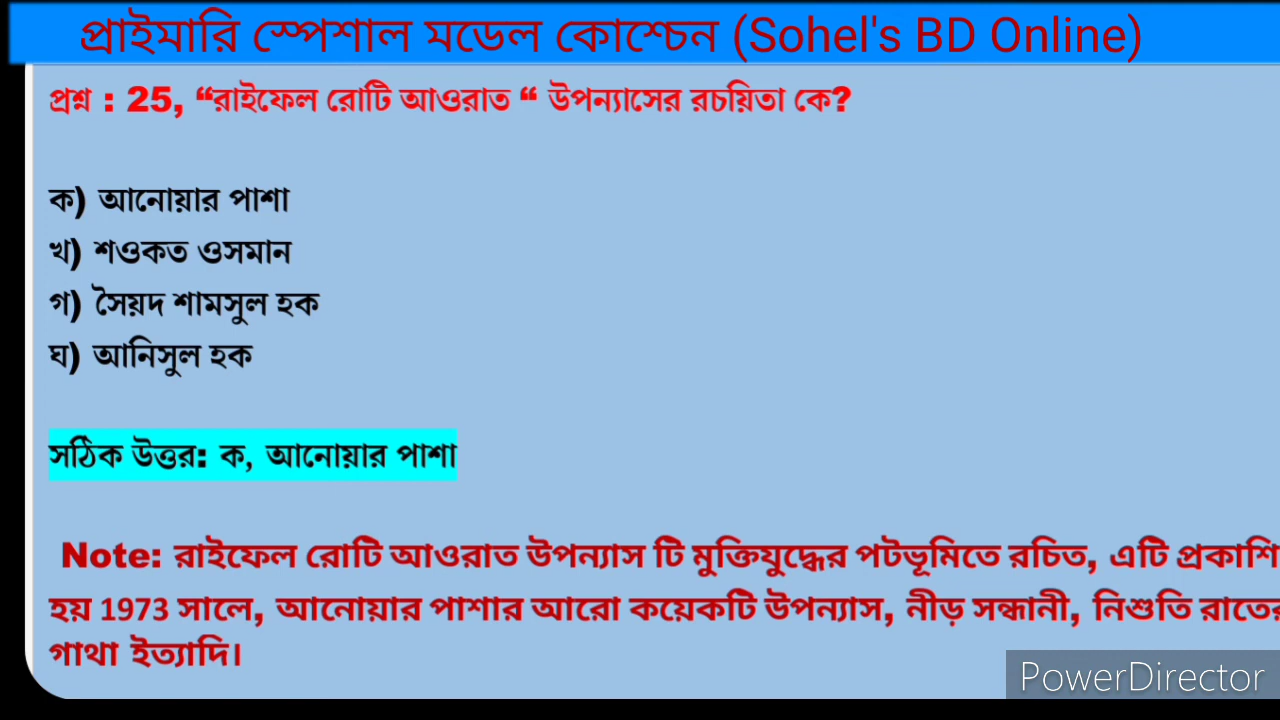 প্রাইমারি স্পেশাল মডেল কোশ্চেন (Sohel's BD Online)
প্রশ্ন : 25, “রাইফেল রোটি আওরাত “ উপন্যাসের রচয়িতা কে?
ক) আনোয়ার পাশা
খ) শওকত ওসমান
গ) সৈয়দ শামসুল হক
ঘ) আনিসুল হক
সঠিক উত্তর: ক, আনোয়ার পাশা
Note: রাইফেল রোটি আওরাত উপন্যাস টি মুক্তিযুদ্ধের পটভূমিতে রচিত, এটি প্রকাশি
হয় 1973 সালে, আনোয়ার পাশার আরো কয়েকটি উপন্যাস, নীড় সন্ধানী, নিশুতি রাতের
গাথা ইত্যাদি।
PowerDirector